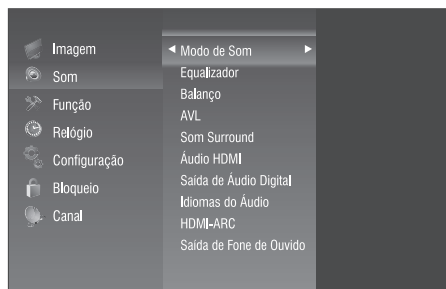 Imagem
Som
Função
Relógio
Configuração
Bloqueio
Canal
Modo de Som
Equalizador
Balanço
AVL
Som Surround
Áudio HDMI
Saída de Áudio Digital
Idiomas do Áudio
HDMI-ARC
Saída de Fone de Ouvido